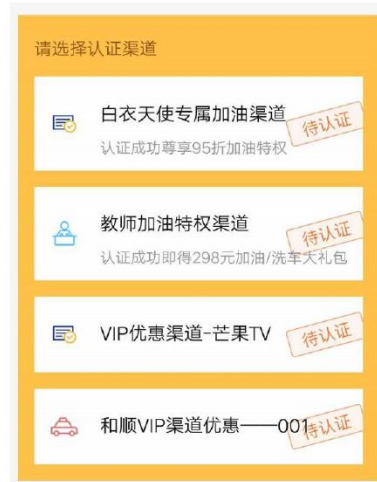 请选择认证渠道
白衣天使专属加油渠道
待认证
认证成功尊享95折加油特权
教师加油特权渠道
待认证
认证成功即得298元加油/洗车大礼包
VIP优惠渠道-芒果TV
待认证
和顺VIP渠道优惠——001
待认证